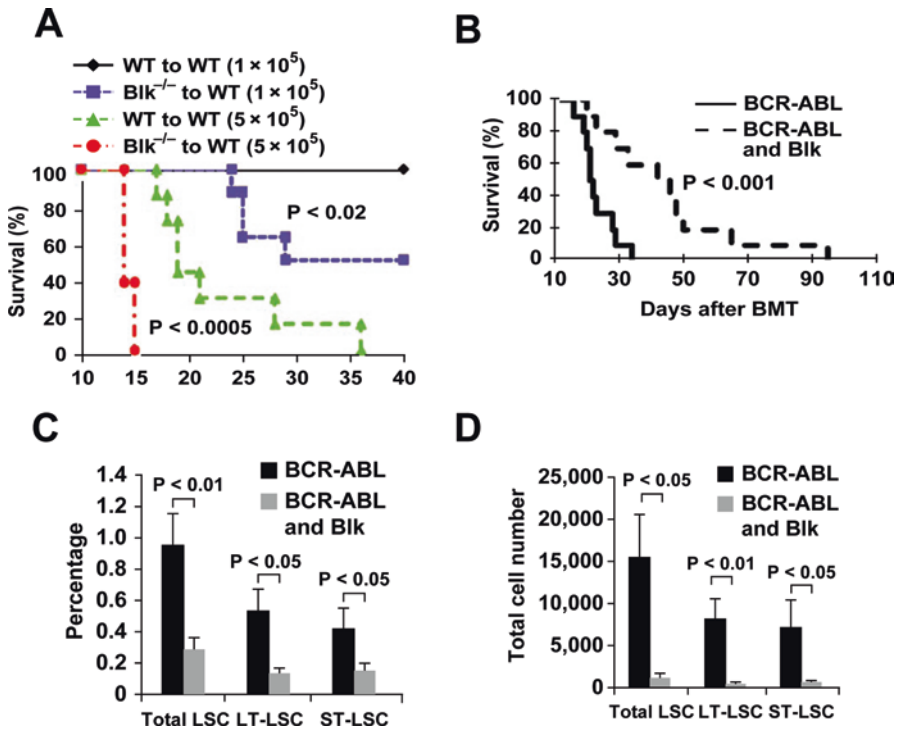 A
WT to WT (1 × 10⁵)
Blk⁻/⁻ to WT (1 × 10⁵)
WT to WT (5 × 10⁵)
Blk⁻/⁻ to WT (5 × 10⁵)
Survival (%)
100
80
60
40
20
0
P < 0.02
P < 0.0005
10 15 20 25 30 35 40
B
Survival (%)
100
80
60
40
20
0
BCR-ABL
BCR-ABL
and Blk
P < 0.001
10 30 50 70 90 110
Days after BMT
C
Percentage
1.4
1.2
1.0
0.8
0.6
0.4
0.2
0
BCR-ABL
BCR-ABL
and Blk
P < 0.01
P < 0.05
P < 0.05
Total LSC LT-LSC ST-LSC
D
Total cell number
25,000
20,000
15,000
10,000
5,000
0
BCR-ABL
BCR-ABL
and Blk
P < 0.05
P < 0.01
P < 0.05
Total LSC LT-LSC ST-LSC